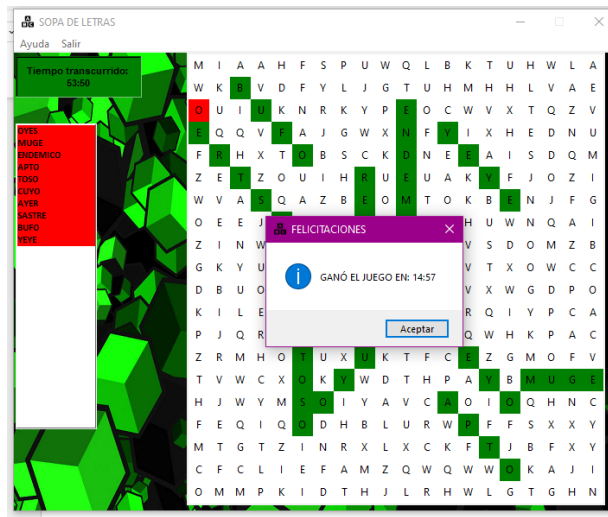 SOPA DE LETRAS
Ayuda Salir
Tiempo transcurrido:
53:50
OYES
MUGE
ENDEMICO
APTO
TOSO
CUYO
AYER
SASTRE
BUFO
YEYE
M I A A H F S P U W Q L B K T U H W L A
W K B V D F Y L J G T U H M H H L V A E
O U I U K N R K Y P E O C W V X T Q Z V
E Q Q V F A J G W X N F Y I X H E D N U
F R H X T O B S C K D N E E A I S D Q M
Z E T Z O U I H R U E U A K Y F J O Z I
W V A S Q A Z B E O M T O K B E N J F G
O E E J H U W N Q A I
Z I N W V S D O M Z B
G K Y U V T X O W C C
D B U O V X W G D P O
K I L E R Q I Y P C A
P J Q R Q W H K P A C
Z R M H O T U X U K T F C E Z G M O F V
T V W C X O K Y W D T H P A Y B M U G E
H J W Y M S Q I Y A V C A O I O Q H N C
F E Q I Q O D H B L U R W P F F S X X Y
M T G T Z I N R X L X C K F T J B F X Y
C F C L I E F A M Z Q W Q W W O K A J I
O M M P K I D T H J L R H W L G T G H N
FELICITACIONES
GANÓ EL JUEGO EN: 14:57
Aceptar